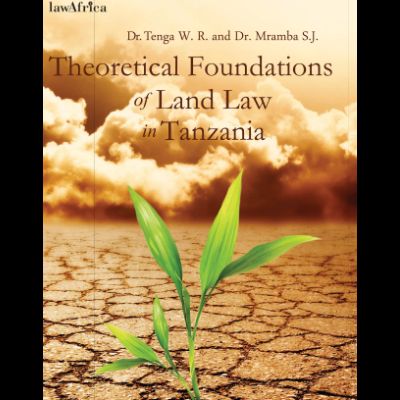 lawAfrica
Dr. Tenga W. R. and Dr. Mramba S.J.
Theoretical Foundations
of Land Law
in Tanzania